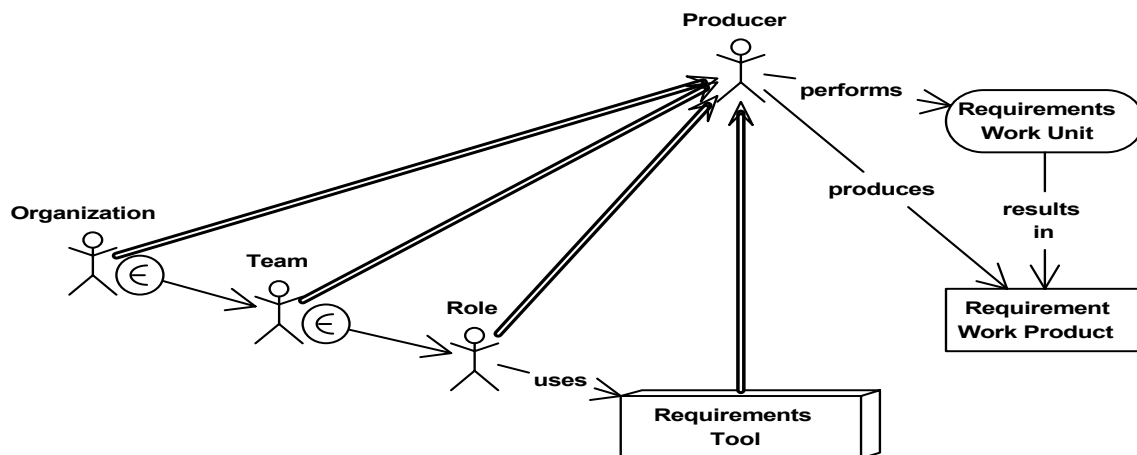 Producer
performs
Requirements
Work Unit
produces
results
in
Organization
∈
Team
∈
Role
Requirement
Work Product
uses
Requirements
Tool